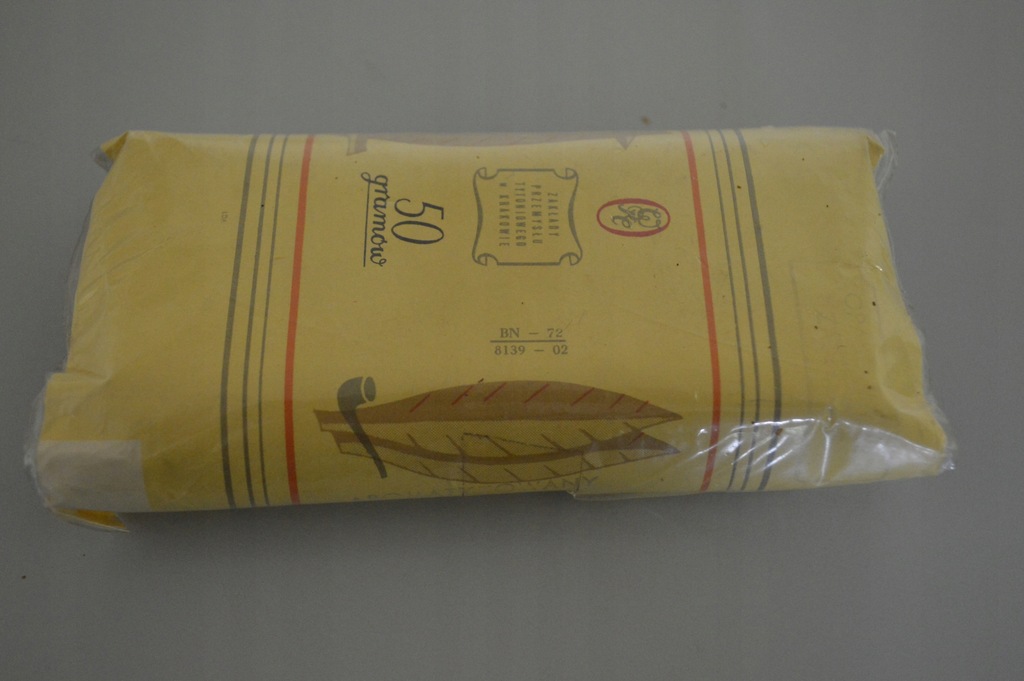 50
gramów
ZAKŁADY
PRZEMYSŁU
TYTONIOWEGO
W KRAKOWIE
BN - 72
8139 - 02